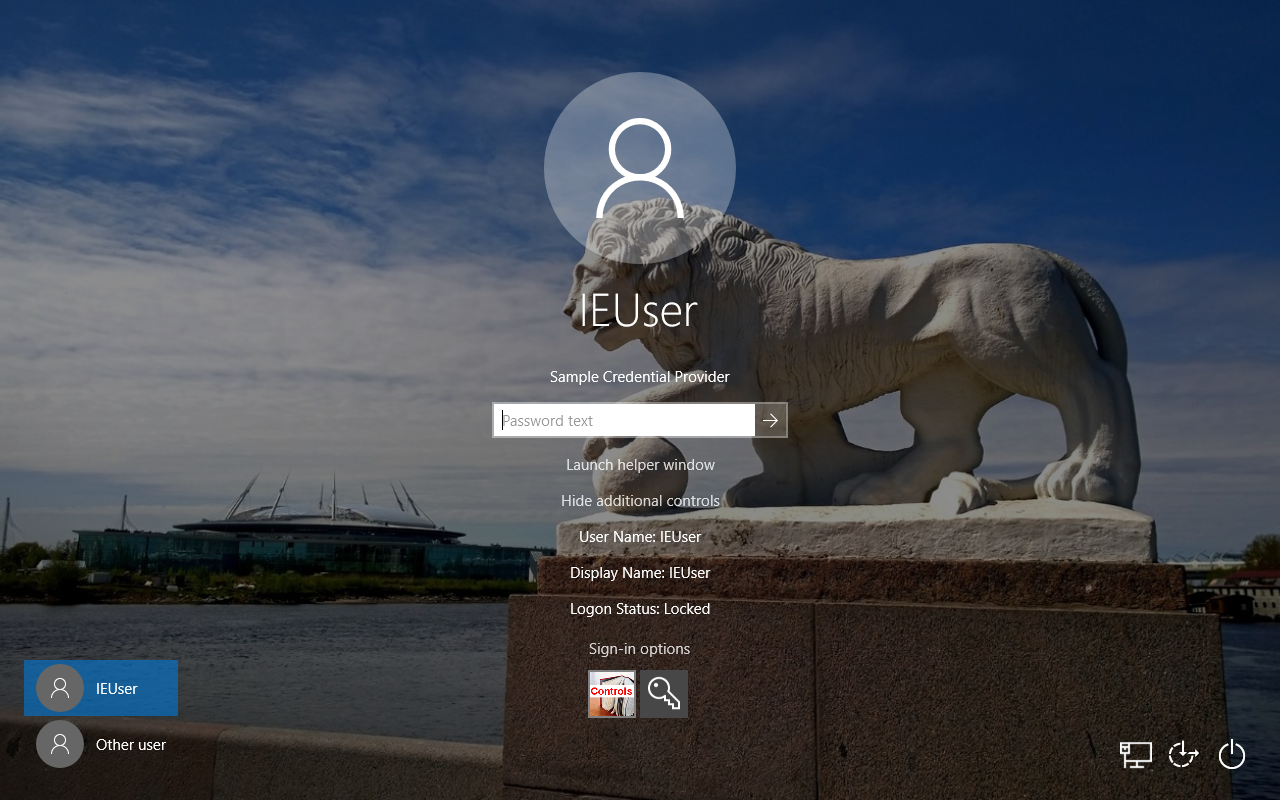 IEUser
Sample Credential Provider
Password text
Launch helper window
Hide additional controls
User Name: IEUser
Display Name: IEUser
Logon Status: Locked
Sign-in options
Controls
IEUser
Other user